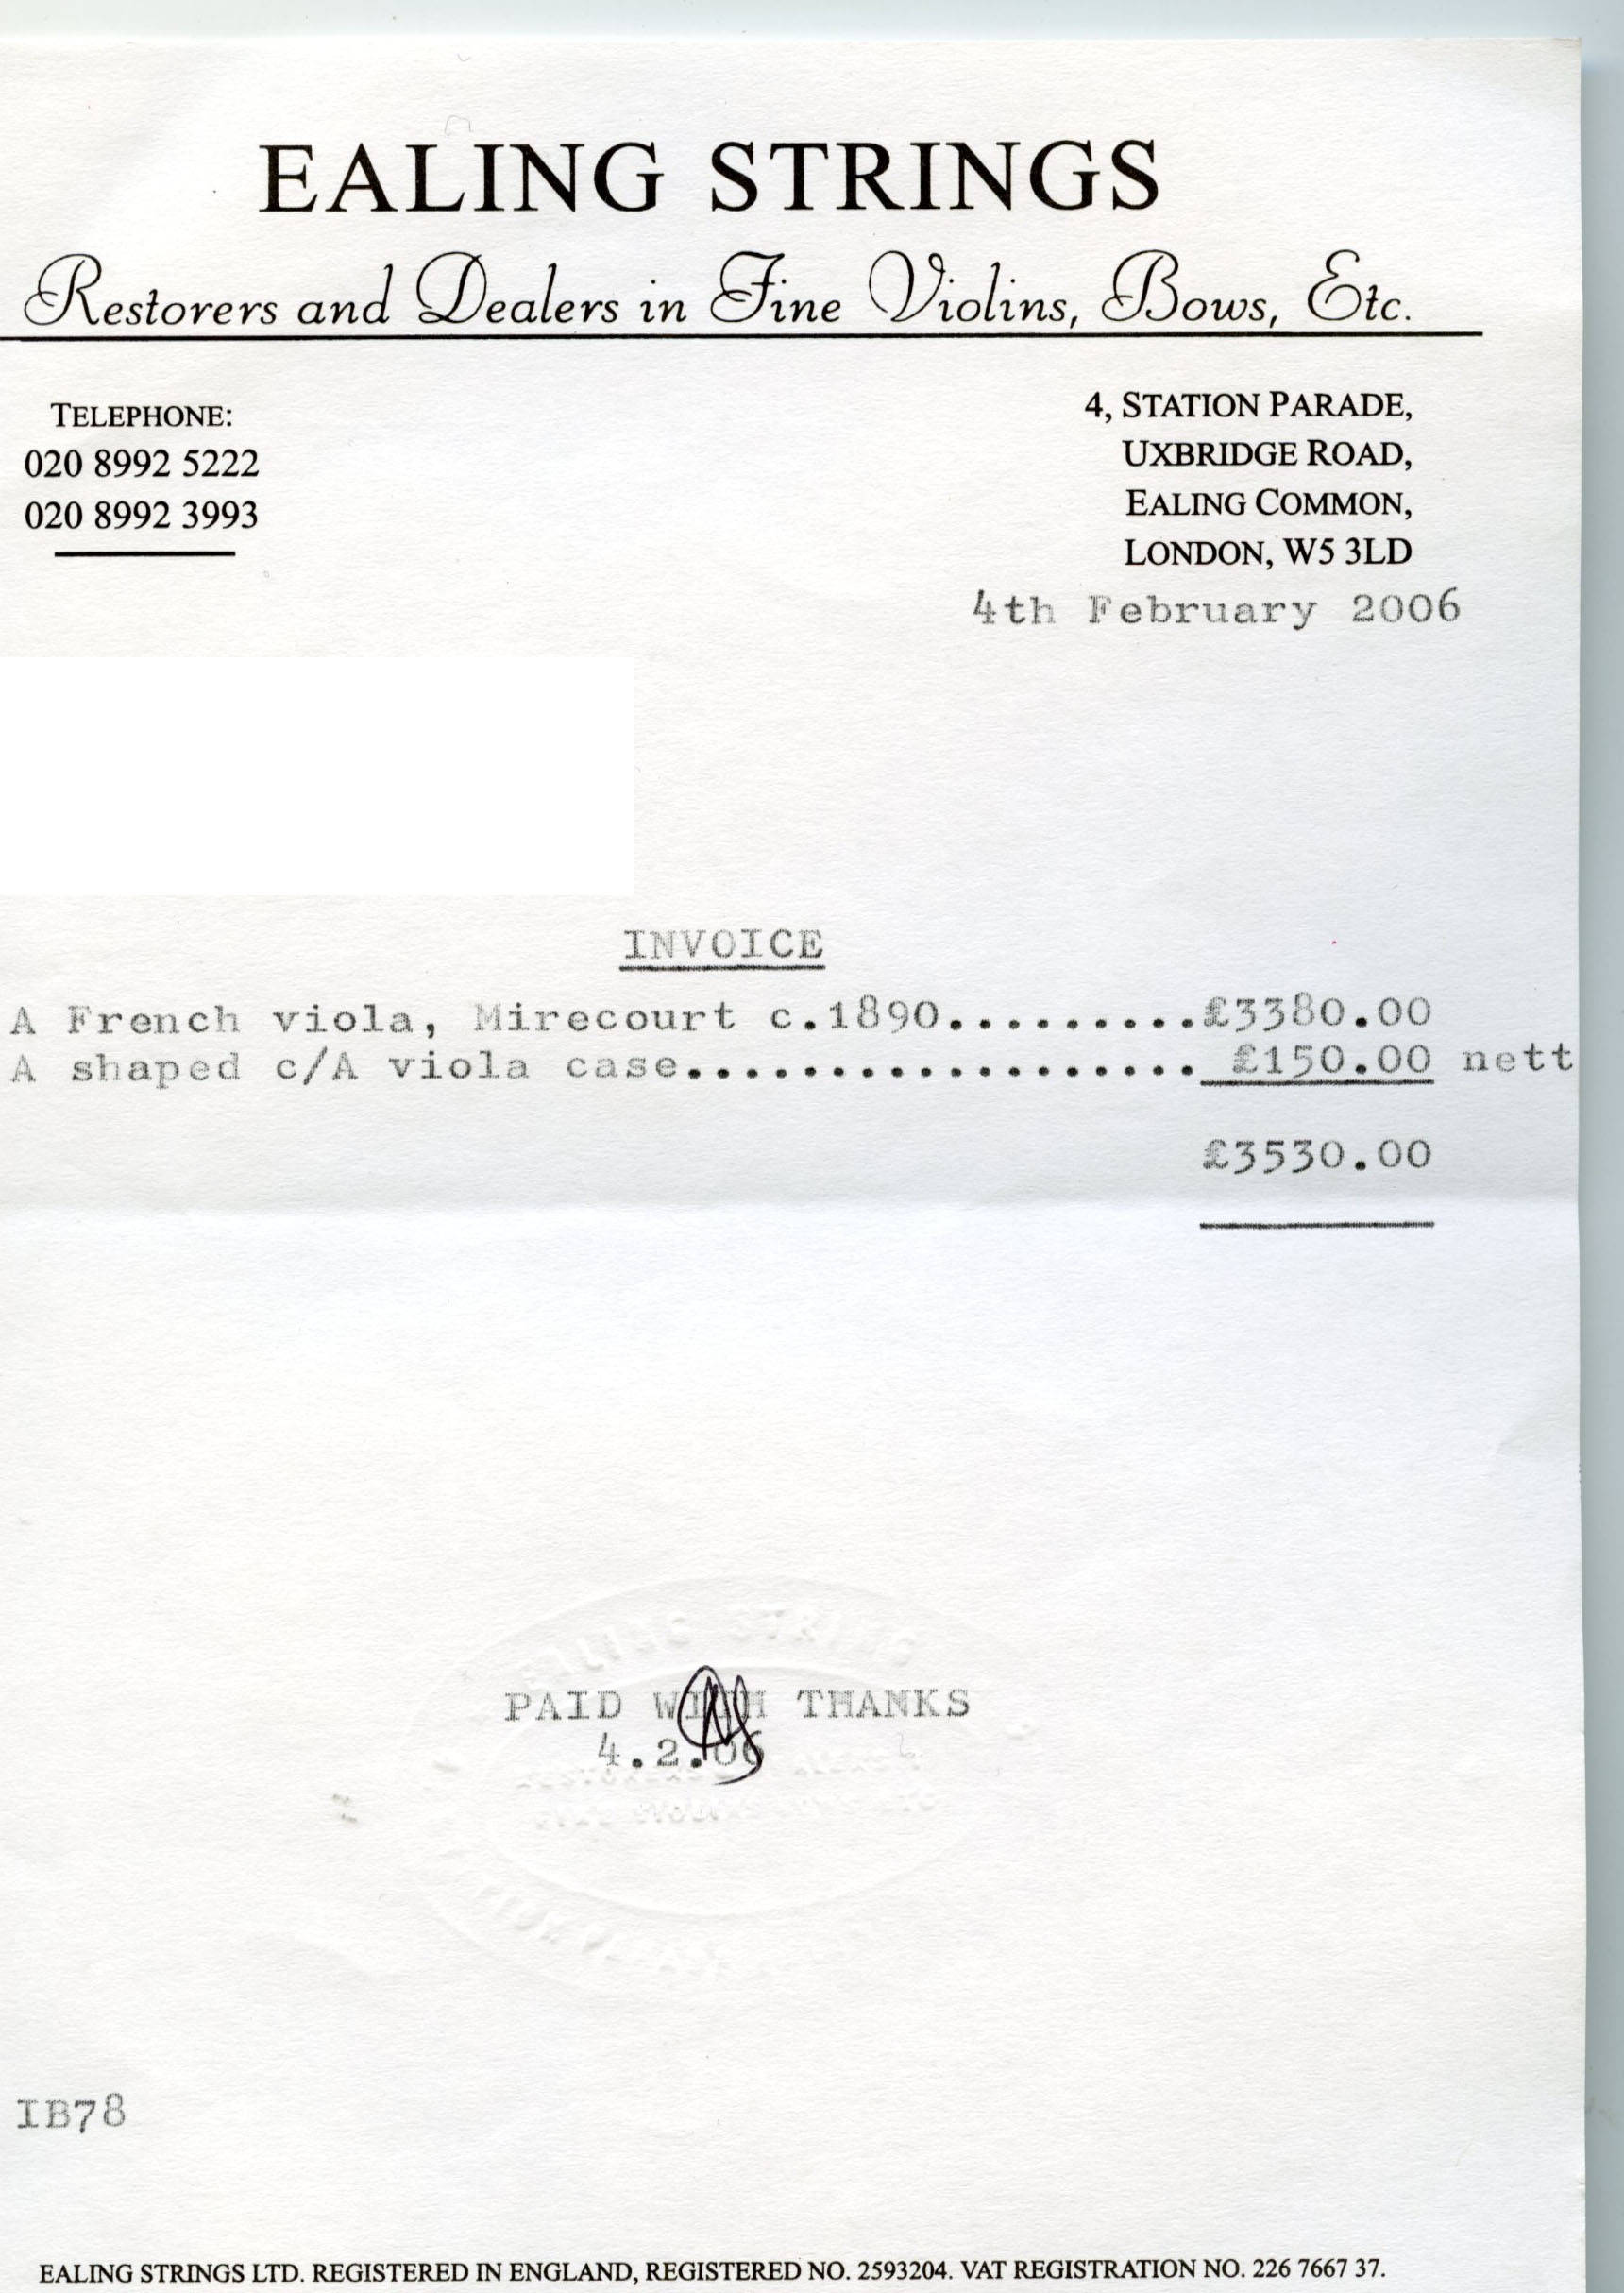 EALING STRINGS
Restorers and Dealers in Fine Violins, Bows, Etc.
TELEPHONE:
020 8992 5222
020 8992 3993
4, STATION PARADE,
UXBRIDGE ROAD,
EALING COMMON,
LONDON, W5 3LD
4th February 2006
INVOICE
A French viola, Mirecourt c.1890.........£3380.00
A shaped c/A viola case.................. £150.00 nett
£3530.00
EALING STRINGS
PAID WITH THANKS
4.2.06
IB78
EALING STRINGS LTD. REGISTERED IN ENGLAND, REGISTERED NO. 2593204. VAT REGISTRATION NO. 226 7667 37.